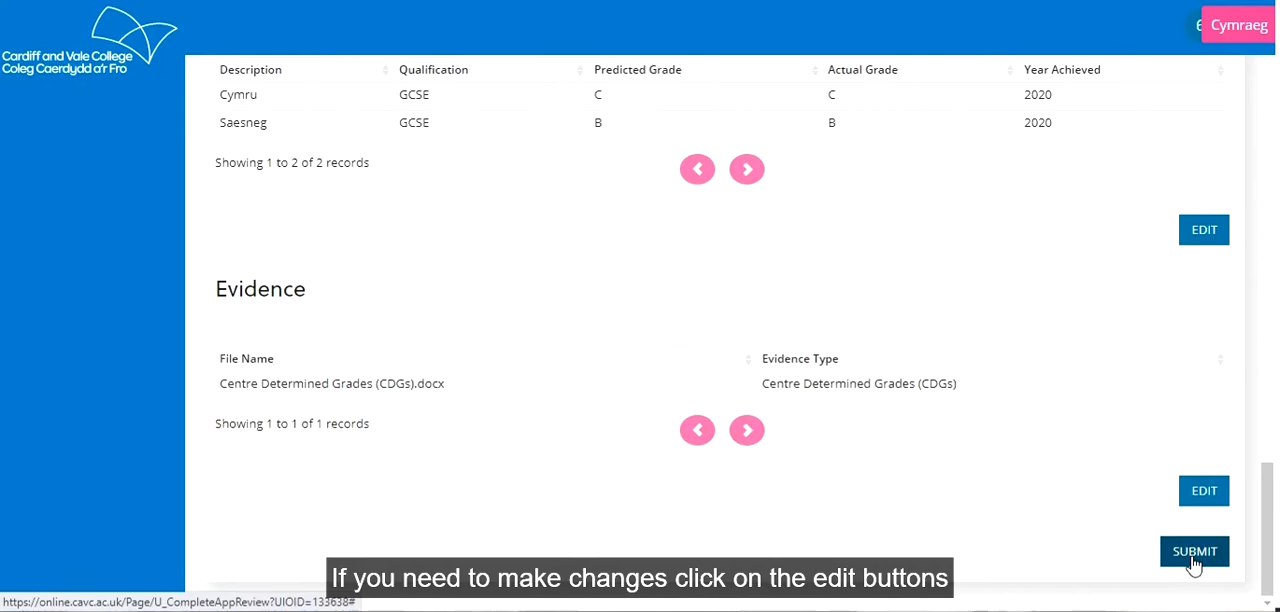 Cardiff and Vale College
Coleg Caerdydd a'r Fro
Cymraeg
Description Qualification Predicted Grade Actual Grade Year Achieved
Cymru GCSE C C 2020
Saesneg GCSE B B 2020
Showing 1 to 2 of 2 records
EDIT
Evidence
File Name Evidence Type
Centre Determined Grades (CDGs).docx Centre Determined Grades (CDGs)
Showing 1 to 1 of 1 records
EDIT
SUBMIT
If you need to make changes click on the edit buttons
https://online.cavc.ac.uk/Page/U_CompleteAppReview?UIOID=133638#